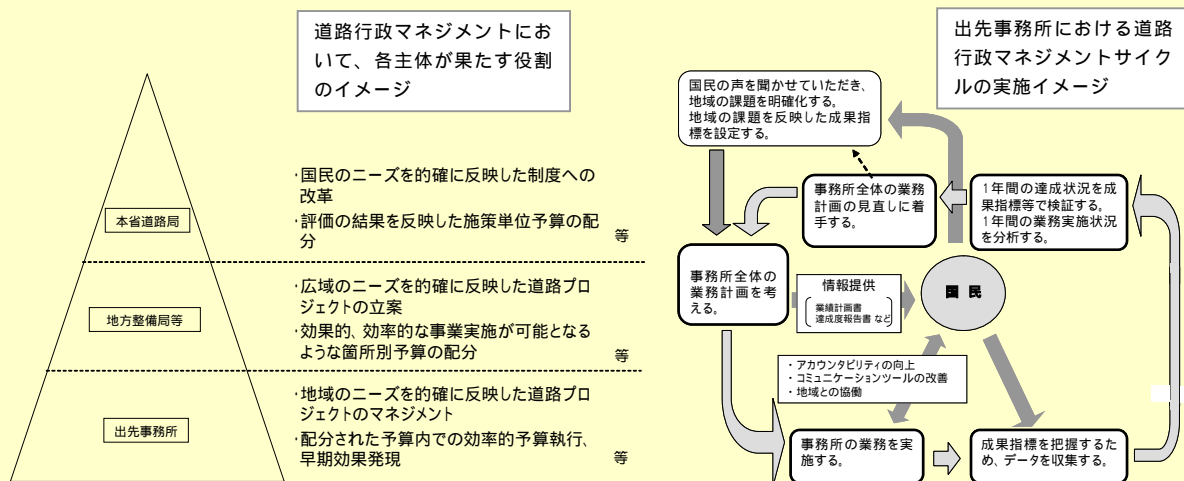 道路行政マネジメントにお
いて、各主体が果たす役割
のイメージ
本省道路局
・国民のニーズを的確に反映した制度への
改革
・評価の結果を反映した施策単位予算の配
分
等
地方整備局等
・広域のニーズを的確に反映した道路プロ
ジェクトの立案
・効果的、効率的な事業実施が可能となる
ような箇所別予算の配分
等
出先事務所
・地域のニーズを的確に反映した道路プロ
ジェクトのマネジメント
・配分された予算内での効率的予算執行、
早期効果発現
等
出先事務所における道路
行政マネジメントサイク
ルの実施イメージ
国民の声を聞かせていただき、
地域の課題を明確化する。
地域の課題を反映した成果指
標を設定する。
事務所全体の業務
計画の見直しに着
手する。
1年間の達成状況を成
果指標等で検証する。
1年間の業務実施状況
を分析する。
事務所全体の
業務計画を考
える。
情報提供
業績計画書
達成度報告書 など
国 民
・アカウンタビリティの向上
・コミュニケーションツールの改善
・地域との協働
事務所の業務を実
施する。
成果指標を把握するた
め、データを収集する。